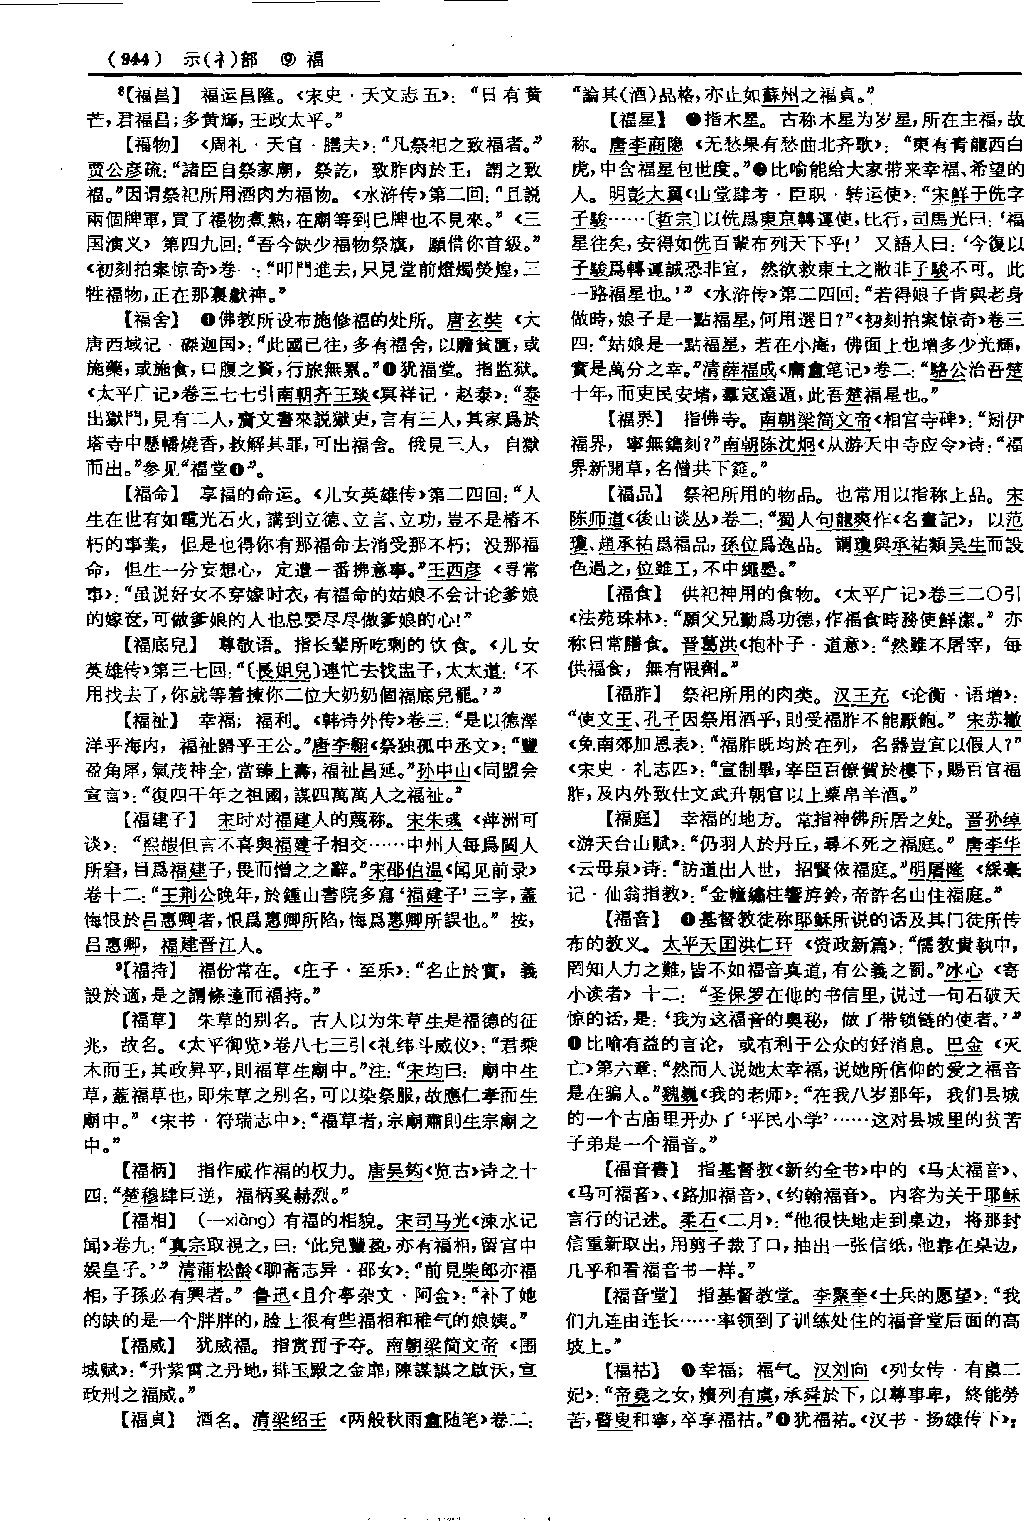 (944) 示(礻)部 ⑨ 福
⁸【福昌】 福运昌隆。《宋史·天文志五》：“日有黄
芒，君福昌；多黄輝，王政太平。”
【福物】 《周礼·天官·膳夫》：“凡祭祀之致福者。”
贾公彦疏：“諸臣自祭家廟，祭訖，致胙肉於王，謂之致
福。”因谓祭祀所用酒肉为福物。《水浒传》第二回：“且説
兩個牌軍，買了福物煮熟，在廟等到巳牌也不見來。”《三
国演义》第四九回：“吾今缺少福物祭旗，願借你首級。”
《初刻拍案惊奇》卷一：“叩門進去，只見堂前燈燭熒煌，三
牲福物，正在那裏獻神。”
【福舍】 ❶佛教所设布施修福的处所。唐玄奘《大
唐西域记·磔迦国》：“此國已往，多有福舍，以贍貧匱，或
施藥，或施食，口腹之資，行旅無累。”❷犹福堂。指监狱。
《太平广记》卷三七七引南朝齐王琰《冥祥记·赵泰》：“泰
出獄門，見有二人，齎文書來説獄吏，言有三人，其家爲於
塔寺中懸幡燒香，救解其罪，可出福舍。俄見三人，自獄
而出。”参见“福堂❶”。
【福命】 享福的命运。《儿女英雄传》第二四回：“人
生在世有如電光石火，講到立德、立言、立功，豈不是樁不
朽的事業，但是也得你有那福命去消受那不朽；没那福
命，但生一分妄想心，定遭一番拂意事。”王西彦《寻常
事》：“虽说好女不穿嫁时衣，有福命的姑娘不会计论爹娘
的嫁奁，可做爹娘的人也总要尽尽做爹娘的心！”
【福底兒】 尊敬语。指长辈所吃剩的饮食。《儿女
英雄传》第三七回：“〔長姐兒〕連忙去找盂子，太太道：‘不
用找去了，你就等着揀你二位大奶奶個福底兒罷。’”
【福祉】 幸福；福利。《韩诗外传》卷三：“是以德澤
洋乎海内，福祉歸乎王公。”唐李翱《祭独孤中丞文》：“豐
盈角犀，氣茂神全，當臻上壽，福祉昌延。”孙中山《同盟会
宣言》：“復四千年之祖國，謀四萬萬人之福祉。”
【福建子】 宋时对福建人的蔑称。宋朱彧《萍洲可
谈》：“熙豐但言不喜與福建子相交……中州人每爲閩人
所窘，目爲福建子，畏而憎之之辭。”宋邵伯温《闻见前录》
卷十二：“王荆公晚年，於鍾山書院多寫‘福建子’三字，蓋
悔恨於吕惠卿者，恨爲惠卿所陷，悔爲惠卿所誤也。”按，
吕惠卿，福建晋江人。
⁹【福持】 福份常在。《庄子·至乐》：“名止於實，義
設於適，是之謂條達而福持。”
【福草】 朱草的别名。古人以为朱草生是福德的征
兆，故名。《太平御览》卷八七三引《礼纬斗威仪》：“君乘
木而王，其政昇平，則福草生廟中。”注：“宋均曰：廟中生
草，蓋福草也，即朱草之别名，可以染祭服，故應仁孝而生
廟中。”《宋书·符瑞志中》：“福草者，宗廟肅則生宗廟之
中。”
【福柄】 指作威作福的权力。唐吴筠《览古》诗之十
四：“楚穆肆巨逆，福柄奚赫烈。”
【福相】 (—xiàng) 有福的相貌。宋司马光《涑水记
闻》卷九：“真宗取視之，曰：‘此兒豐盈，亦有福相，留宫中
娱皇子。’”清蒲松龄《聊斋志异·邵女》：“前見柴郎亦福
相，子孫必有興者。”鲁迅《且介亭杂文·阿金》：“补了她
的缺的是一个胖胖的，脸上很有些福相和稚气的娘姨。”
【福威】 犹威福。指赏罚予夺。南朝梁简文帝《围
城赋》：“升紫霄之丹地，排玉殿之金扉；陳謀謨之啟沃，宣
政刑之福威。”
【福貞】 酒名。清梁绍壬《两般秋雨盦随笔》卷二：
“論其(酒)品格，亦止如蘇州之福貞。”
【福星】 ❶指木星。古称木星为岁星，所在主福，故
称。唐李商隐《无愁果有愁曲北齐歌》：“東有青龍西白
虎，中含福星包世度。”❷比喻能给大家带来幸福、希望的
人。明彭大翼《山堂肆考·臣职·转运使》：“宋鲜于侁字
子駿……〔哲宗〕以侁爲東京轉運使，比行，司馬光曰：‘福
星往矣，安得如侁百輩布列天下乎！’又語人曰：‘今復以
子駿爲轉運誠恐非宜，然欲救東土之敝非子駿不可。此
一路福星也。’”《水浒传》第二四回：“若得娘子肯與老身
做時，娘子是一點福星，何用選日？”《初刻拍案惊奇》卷三
四：“姑娘是一點福星，若在小庵，佛面上也增多少光輝，
實是萬分之幸。”清薛福成《庸盦笔记》卷二：“駱公治吾楚
十年，而吏民安堵，羣寇遠遁，此吾楚福星也。”
【福界】 指佛寺。南朝梁简文帝《相宫寺碑》：“剏伊
福界，寧無鐫刻？”南朝陈沈炯《从游天中寺应令》诗：“福
界新開草，名僧共下筵。”
【福品】 祭祀所用的物品。也常用以指称上品。宋
陈师道《後山谈丛》卷二：“蜀人句龍爽作《名畫記》，以范
瓊、趙承祐爲福品，孫位爲逸品。謂瓊與承祐類吴生而設
色過之，位雖工，不中繩墨。”
【福食】 供祀神用的食物。《太平广记》卷三二〇引
《法苑珠林》：“願父兄勤爲功德，作福食時務使鮮潔。”亦
称日常膳食。晋葛洪《抱朴子·道意》：“然雖不屠宰，每
供福食，無有限劑。”
【福胙】 祭祀所用的肉类。汉王充《论衡·语增》：
“使文王、孔子因祭用酒乎，則受福胙不能厭飽。”宋苏辙
《免南郊加恩表》：“福胙既均於在列，名器豈宜以假人？”
《宋史·礼志四》：“宣制畢，宰臣百僚賀於樓下，賜百官福
胙，及内外致仕文武升朝官以上粟帛羊酒。”
【福庭】 幸福的地方。常指神佛所居之处。晋孙绰
《游天台山赋》：“仍羽人於丹丘，尋不死之福庭。”唐李华
《云母泉》诗：“訪道出人世，招賢依福庭。”明屠隆《綵毫
记·仙翁指教》：“金幢繡柱響琈鈴，帝許名山住福庭。”
【福音】 ❶基督教徒称耶稣所说的话及其门徒所传
布的教义。太平天国洪仁玕《资政新篇》：“儒教貴執中，
罔知人力之難，皆不如福音真道，有公義之罰。”冰心《寄
小读者》十二：“圣保罗在他的书信里，说过一句石破天
惊的话，是：‘我为这福音的奥秘，做了带锁链的使者。’”
❷比喻有益的言论，或有利于公众的好消息。巴金《灭
亡》第六章：“然而人说她太幸福，说她所信仰的爱之福音
是在骗人。”魏巍《我的老师》：“在我八岁那年，我们县城
的一个古庙里开办了‘平民小学’……这对县城里的贫苦
子弟是一个福音。”
【福音書】 指基督教《新约全书》中的《马太福音》、
《马可福音》、《路加福音》、《约翰福音》。内容为关于耶稣
言行的记述。柔石《二月》：“他很快地走到桌边，将那封
信重新取出，用剪子裁了口，抽出一张信纸，他靠在桌边，
几乎和看福音书一样。”
【福音堂】 指基督教堂。李聚奎《士兵的愿望》：“我
们九连由连长……率领到了训练处住的福音堂后面的高
坡上。”
【福祜】 ❶幸福；福气。汉刘向《列女传·有虞二
妃》：“帝堯之女，嬪列有虞，承舜於下，以尊事卑，終能勞
苦，瞽叟和寧，卒享福祜。”❷犹福祐。《汉书·扬雄传下》：